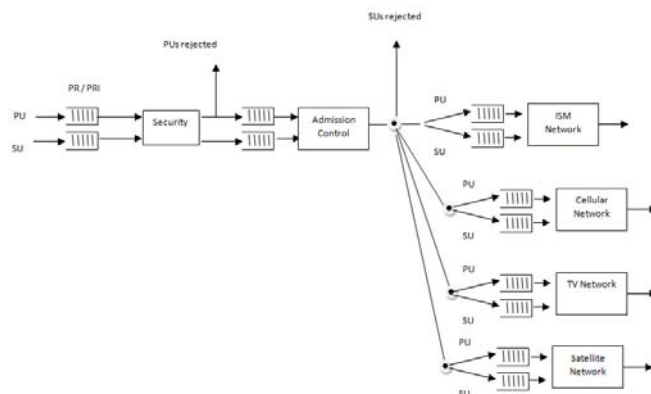 SUs rejected
PUs rejected
PR / PRI
PU
SU
Security
Admission
Control
PU
SU
ISM
Network
PU
SU
Cellular
Network
PU
SU
TV Network
PU
SU
Satellite
Network